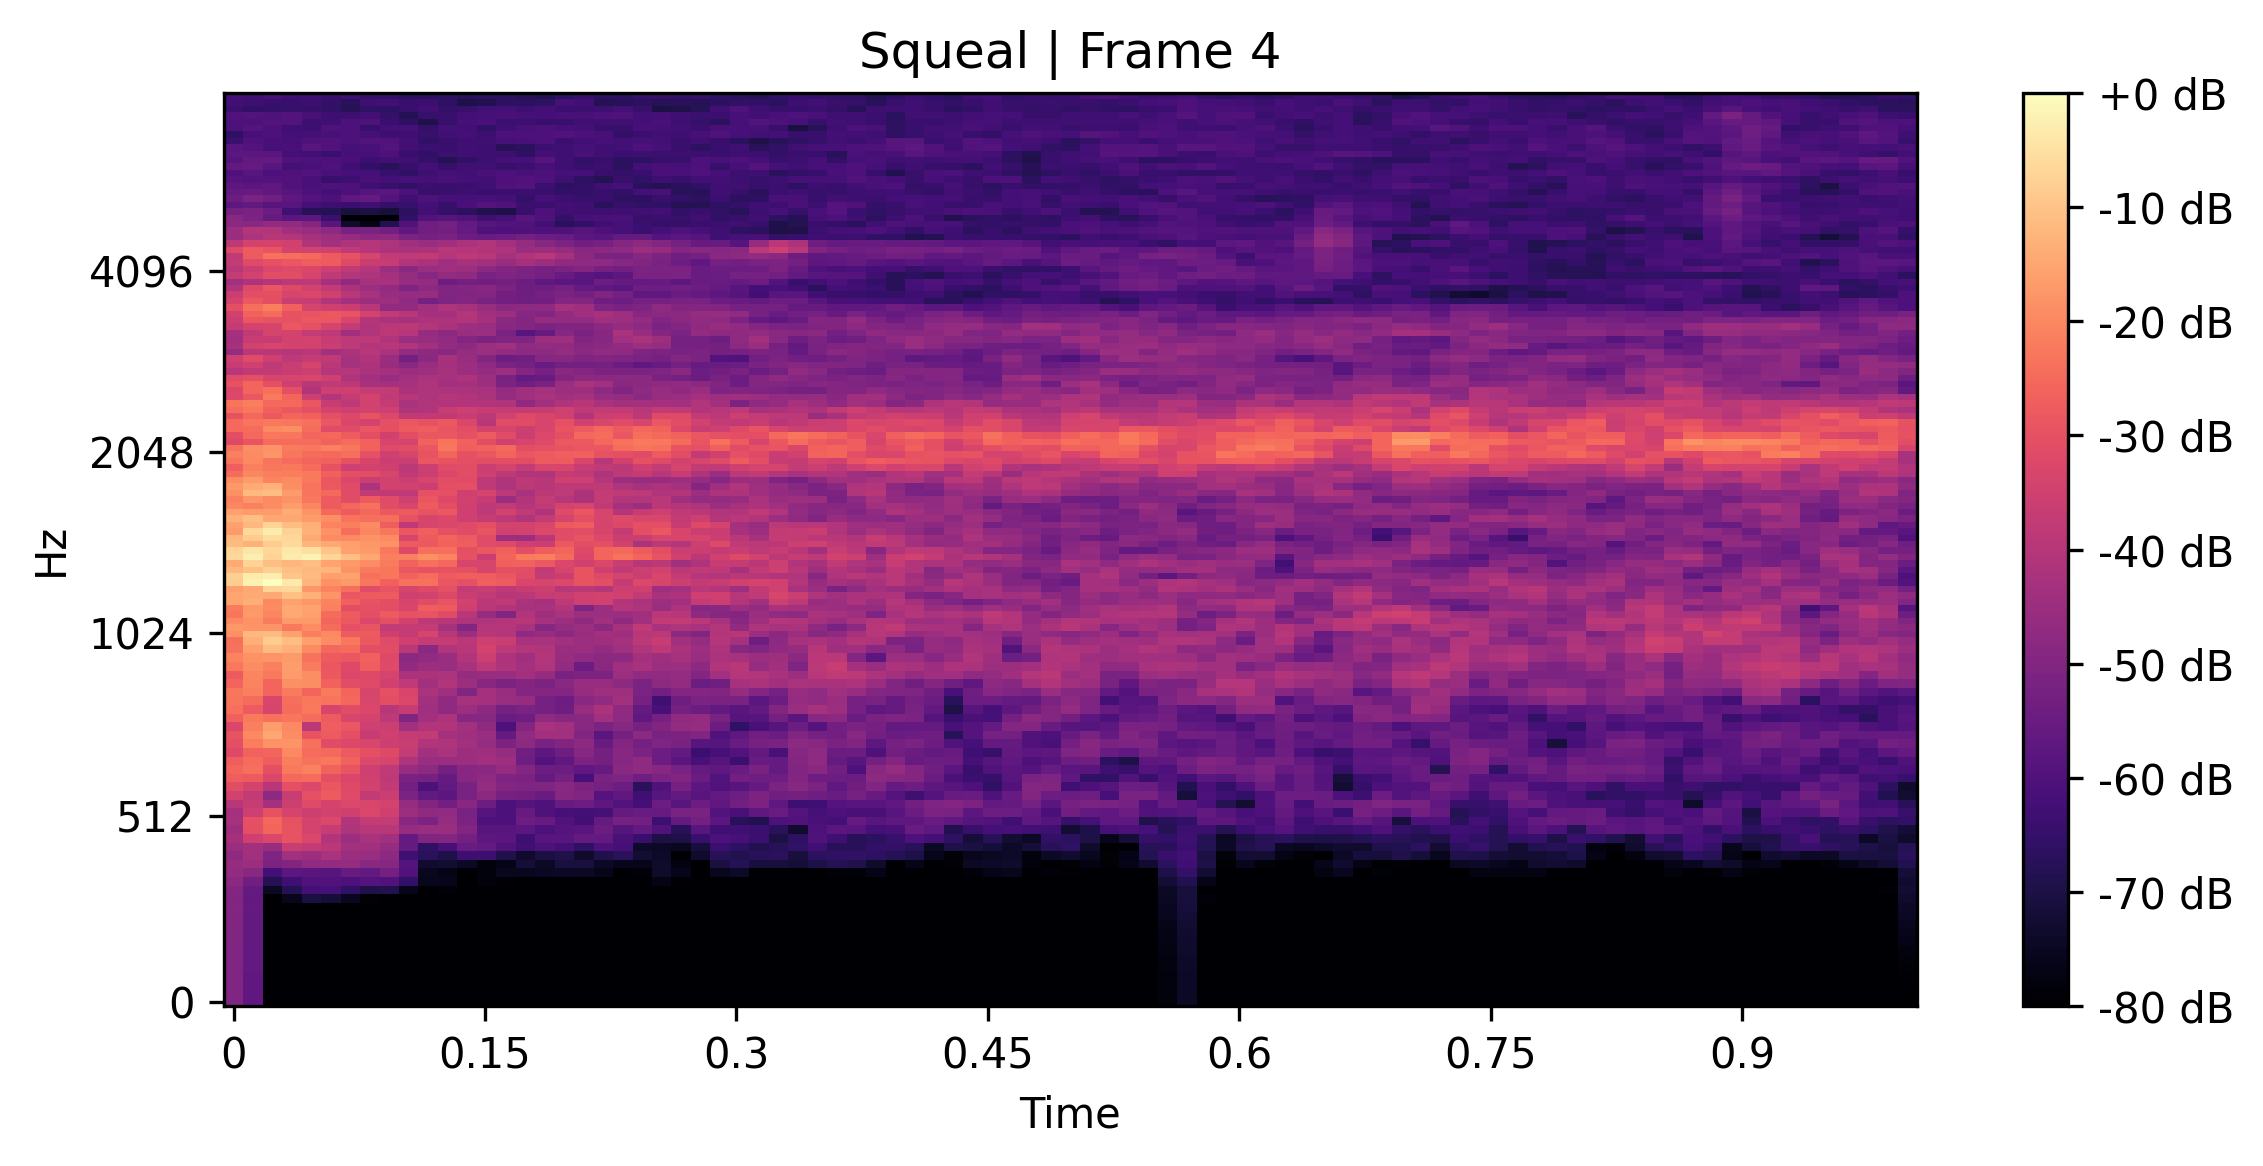 Squeal | Frame 4
Hz
4096
2048
1024
512
0
0 0.15 0.3 0.45 0.6 0.75 0.9
Time
+0 dB
-10 dB
-20 dB
-30 dB
-40 dB
-50 dB
-60 dB
-70 dB
-80 dB